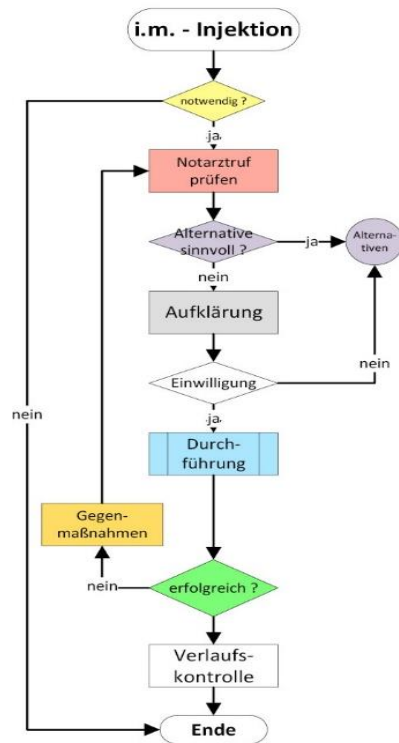 i.m. - Injektion
notwendig ?
ja
Notarztruf
prüfen
Alternative
sinnvoll ?
ja
Alterna-
tiven
nein
Aufklärung
nein
Einwilligung
nein
ja
Durch-
führung
Gegen-
maßnahmen
erfolgreich ?
nein
Verlaufs-
kontrolle
Ende